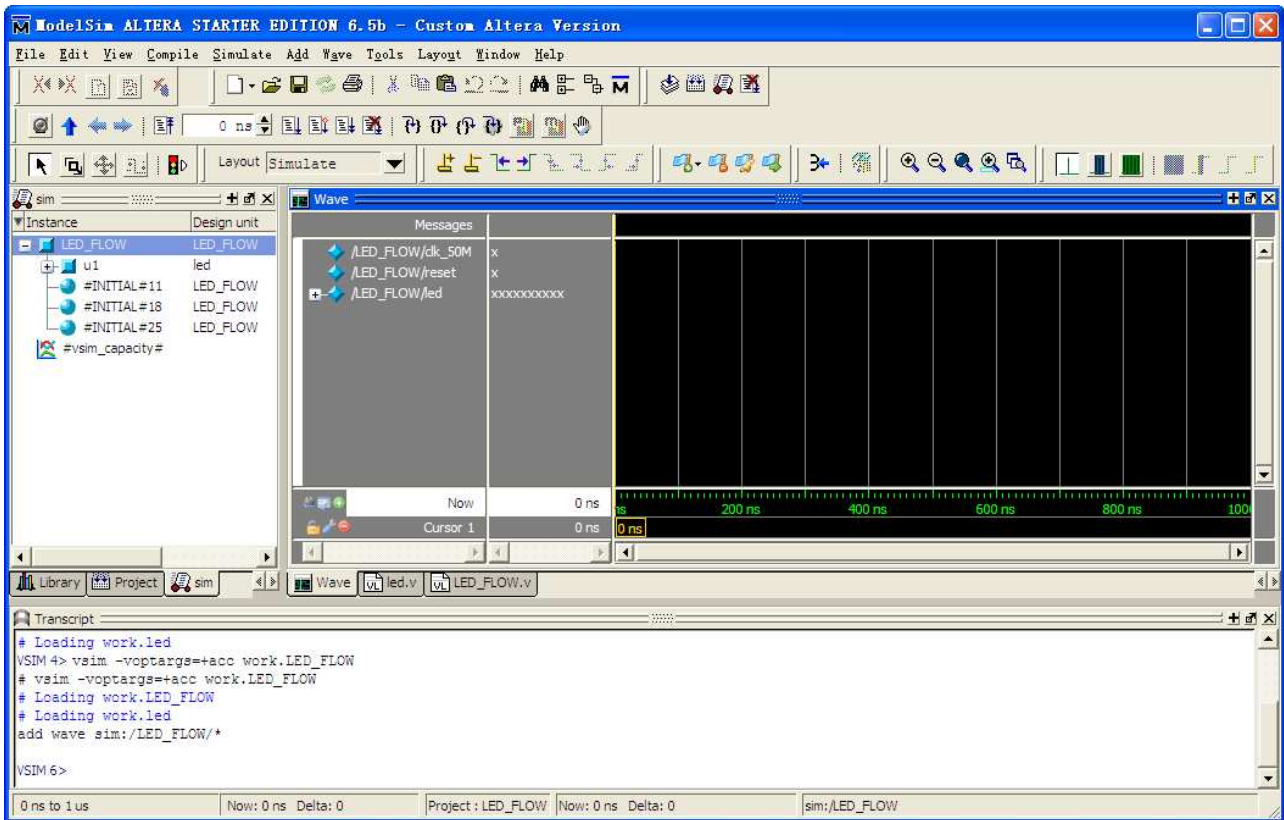 ModelSim ALTERA STARTER EDITION 6.5b - Custom Altera Version
File Edit View Compile Simulate Add Wave Tools Layout Window Help
0 ns
Layout Simulate
sim
Wave
Instance Design unit
LED_FLOW LED_FLOW
u1 led
#INITIAL#11 LED_FLOW
#INITIAL#18 LED_FLOW
#INITIAL#25 LED_FLOW
#vsim_capacity#
Messages
/LED_FLOW/clk_50M x
/LED_FLOW/reset x
/LED_FLOW/led xxxxxxxxxx
Now 0 ns
ns 200 ns 400 ns 600 ns 800 ns 100
Cursor 1 0 ns 0 ns
Library Project sim Wave led.v LED_FLOW.v
Transcript
# Loading work.led
VSIM 4> vsim -voptargs=+acc work.LED_FLOW
# vsim -voptargs=+acc work.LED_FLOW
# Loading work.LED_FLOW
# Loading work.led
add wave sim:/LED_FLOW/*
VSIM 6>
0 ns to 1 us Now: 0 ns Delta: 0 Project : LED_FLOW Now: 0 ns Delta: 0 sim:/LED_FLOW